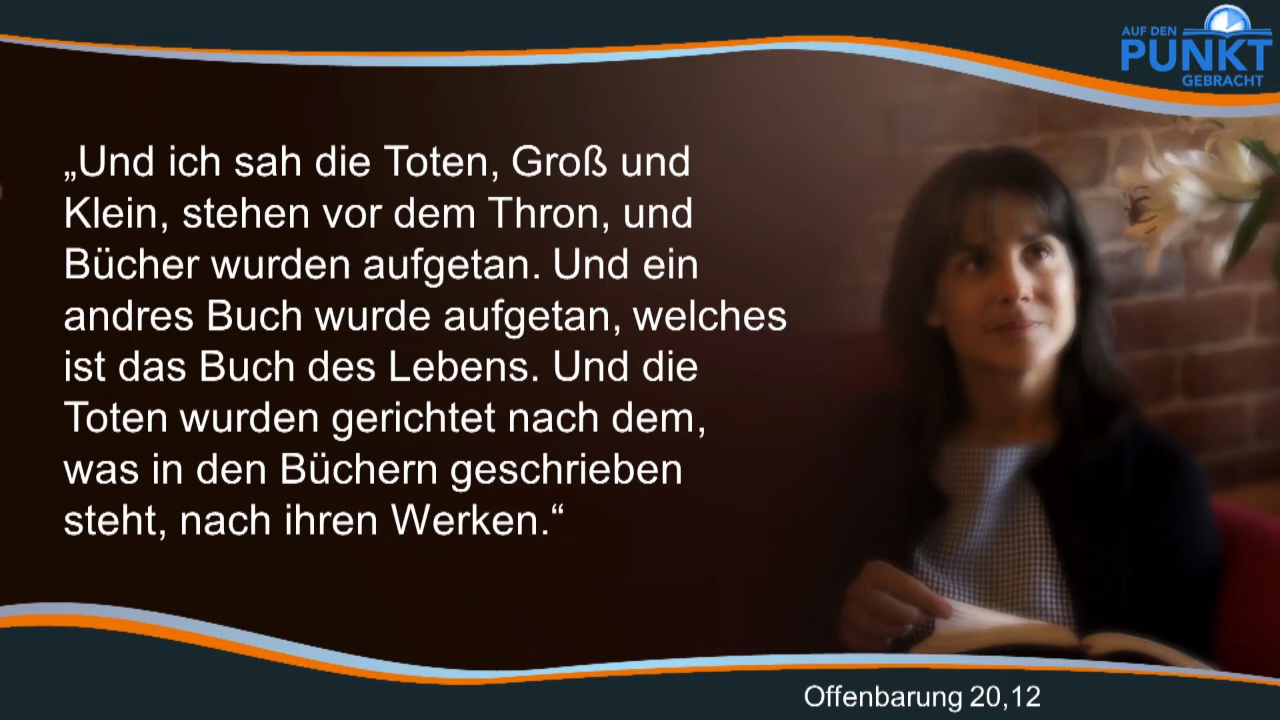 AUF DEN
PUNKT
GEBRACHT
„Und ich sah die Toten, Groß und
Klein, stehen vor dem Thron, und
Bücher wurden aufgetan. Und ein
andres Buch wurde aufgetan, welches
ist das Buch des Lebens. Und die
Toten wurden gerichtet nach dem,
was in den Büchern geschrieben
steht, nach ihren Werken.“
Offenbarung 20,12